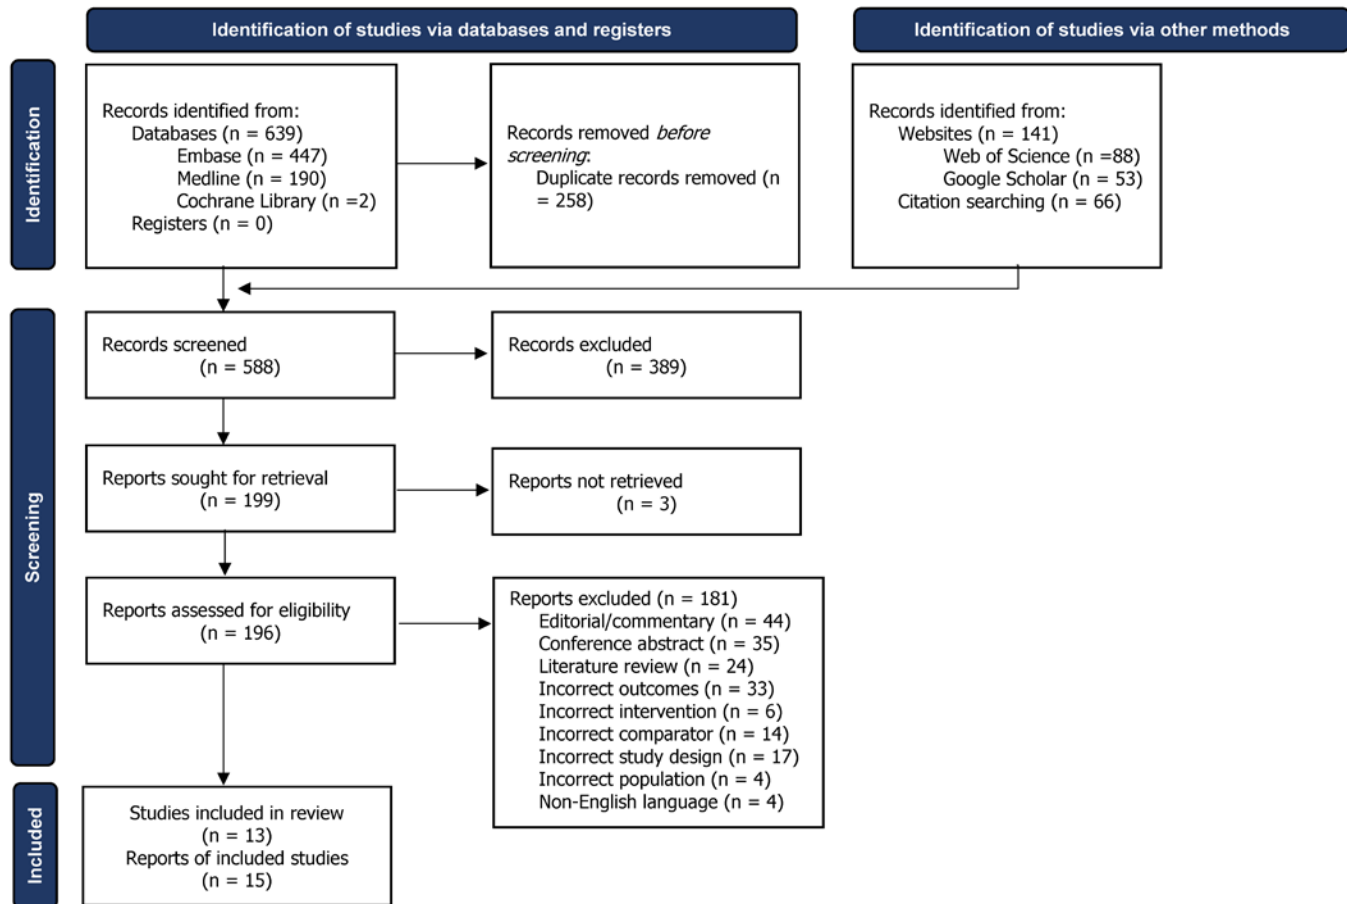 Identification of studies via databases and registers
Identification of studies via other methods
Identification
Records identified from:
Databases (n = 639)
Embase (n = 447)
Medline (n = 190)
Cochrane Library (n =2)
Registers (n = 0)
Records removed before
screening:
Duplicate records removed (n
= 258)
Records identified from:
Websites (n = 141)
Web of Science (n =88)
Google Scholar (n = 53)
Citation searching (n = 66)
Screening
Records screened
(n = 588)
Records excluded
(n = 389)
Reports sought for retrieval
(n = 199)
Reports not retrieved
(n = 3)
Reports assessed for eligibility
(n = 196)
Reports excluded (n = 181)
Editorial/commentary (n = 44)
Conference abstract (n = 35)
Literature review (n = 24)
Incorrect outcomes (n = 33)
Incorrect intervention (n = 6)
Incorrect comparator (n = 14)
Incorrect study design (n = 17)
Incorrect population (n = 4)
Non-English language (n = 4)
Included
Studies included in review
(n = 13)
Reports of included studies
(n = 15)